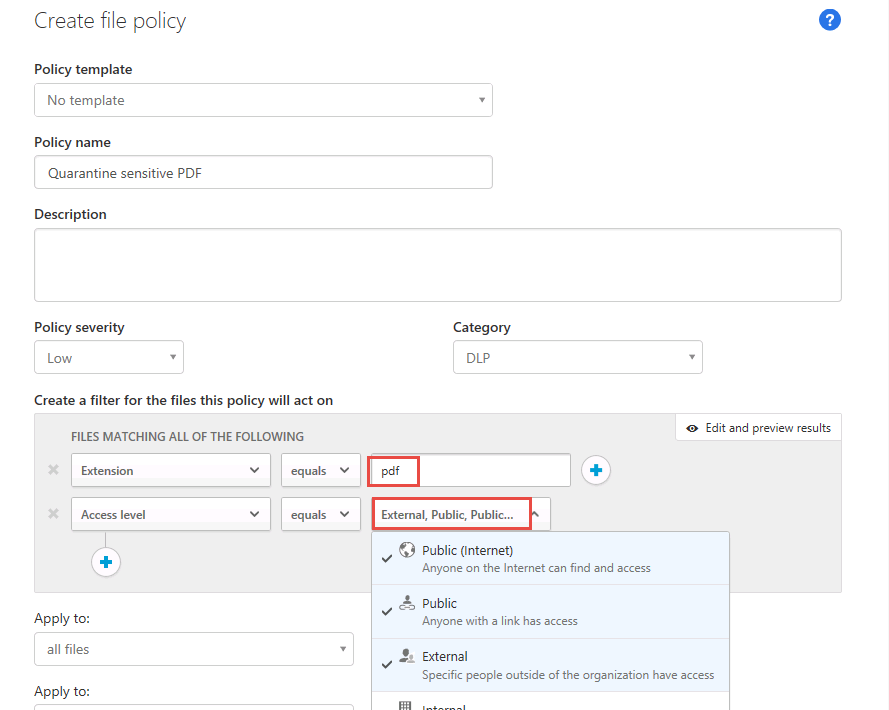 Create file policy
?
Policy template
No template
Policy name
Quarantine sensitive PDF
Description
Policy severity
Category
Low
DLP
Create a filter for the files this policy will act on
FILES MATCHING ALL OF THE FOLLOWING
Edit and preview results
Extension
equals
pdf
Access level
equals
External, Public, Public...
Public (Internet)
Anyone on the Internet can find and access
Public
Anyone with a link has access
External
Specific people outside of the organization have access
Internal
Apply to:
all files
Apply to: